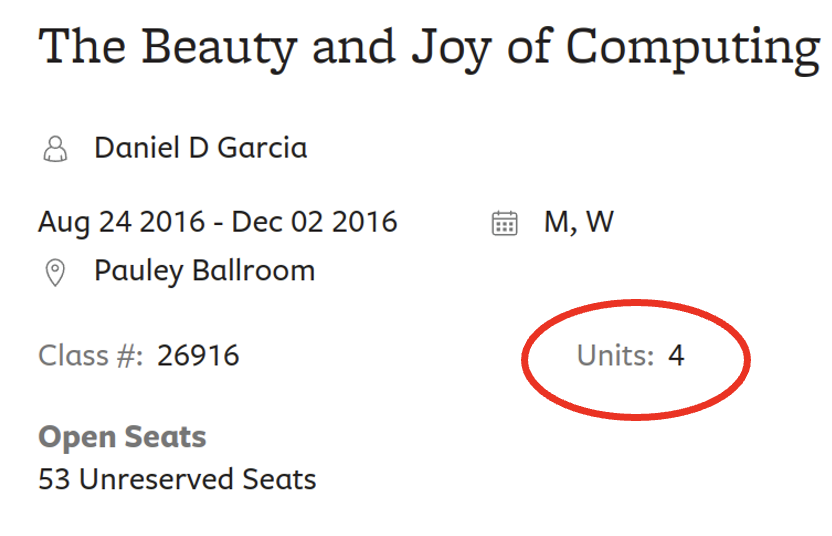 The Beauty and Joy of Computing
Daniel D Garcia
Aug 24 2016 - Dec 02 2016 M, W
Pauley Ballroom
Class #: 26916 Units: 4
Open Seats
53 Unreserved Seats